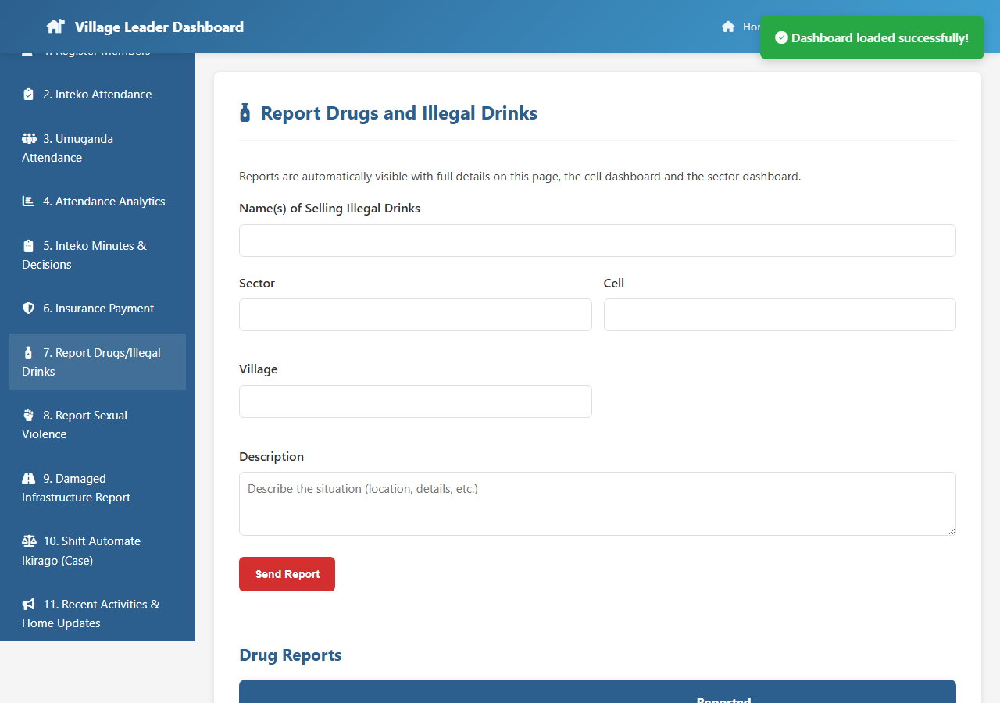 Village Leader Dashboard
Hor
Dashboard loaded successfully!
1. Register Members
2. Inteko Attendance
3. Umuganda
Attendance
4. Attendance Analytics
5. Inteko Minutes &
Decisions
6. Insurance Payment
7. Report Drugs/Illegal
Drinks
8. Report Sexual
Violence
9. Damaged
Infrastructure Report
10. Shift Automate
Ikirago (Case)
11. Recent Activities &
Home Updates
Report Drugs and Illegal Drinks
Reports are automatically visible with full details on this page, the cell dashboard and the sector dashboard.
Name(s) of Selling Illegal Drinks
Sector
Cell
Village
Description
Describe the situation (location, details, etc.)
Send Report
Drug Reports
Reported